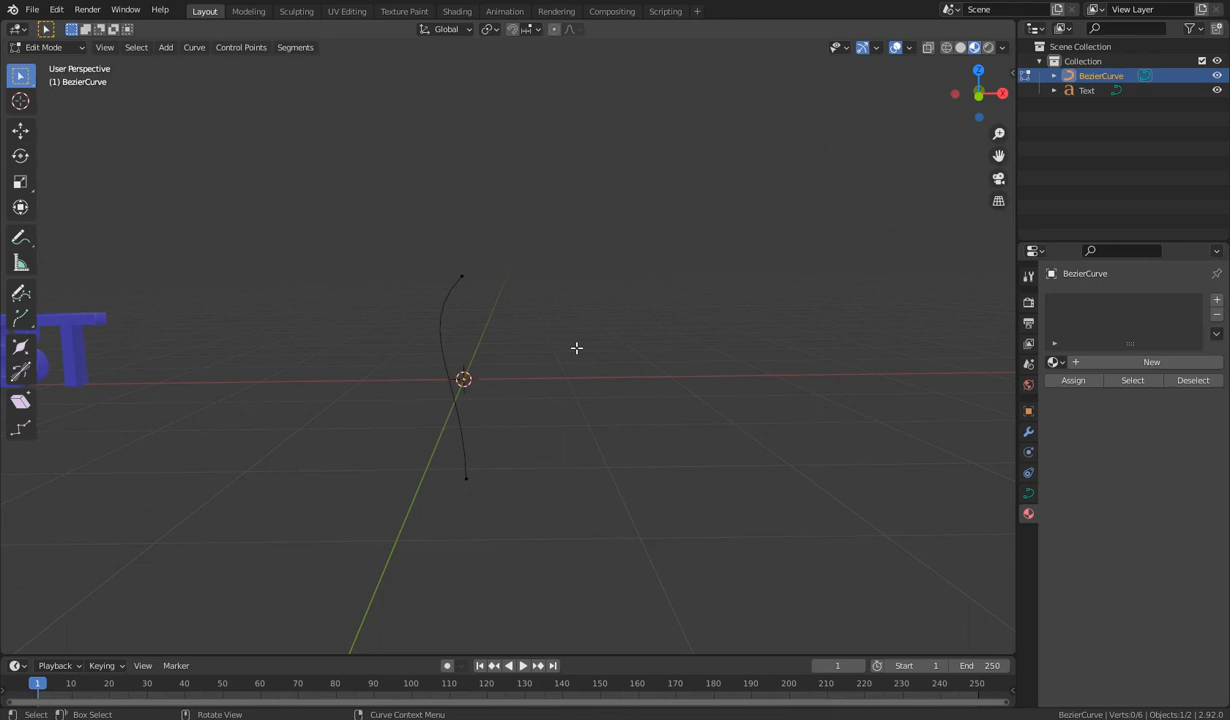 File Edit Render Window Help Layout Modeling Sculpting UV Editing Texture Paint Shading Animation Rendering Compositing Scripting + Scene View Layer
Global
Edit Mode View Select Add Curve Control Points Segments
User Perspective
(1) BezierCurve
Z
X
Scene Collection
Collection
BezierCurve
Text
BezierCurve
+ New
Assign Select Deselect
Playback Keying View Marker 1 Start 1 End 250
1 10 20 30 40 50 60 70 80 90 100 110 120 130 140 150 160 170 180 190 200 210 220 230 240 250
Select Box Select Rotate View Curve Context Menu BezierCurve | Verts:0/6 | Objects:1/2 | 2.92.0